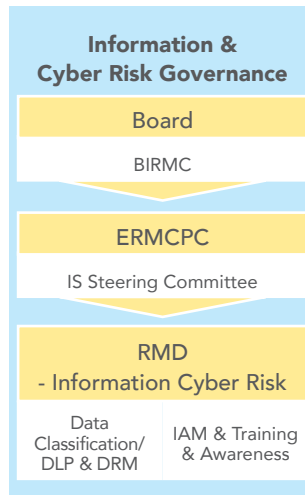 Information &
Cyber Risk Governance
Board
BIRMC
ERMCPC
IS Steering Committee
RMD
- Information Cyber Risk
Data
Classification/
DLP & DRM
IAM & Training
& Awareness